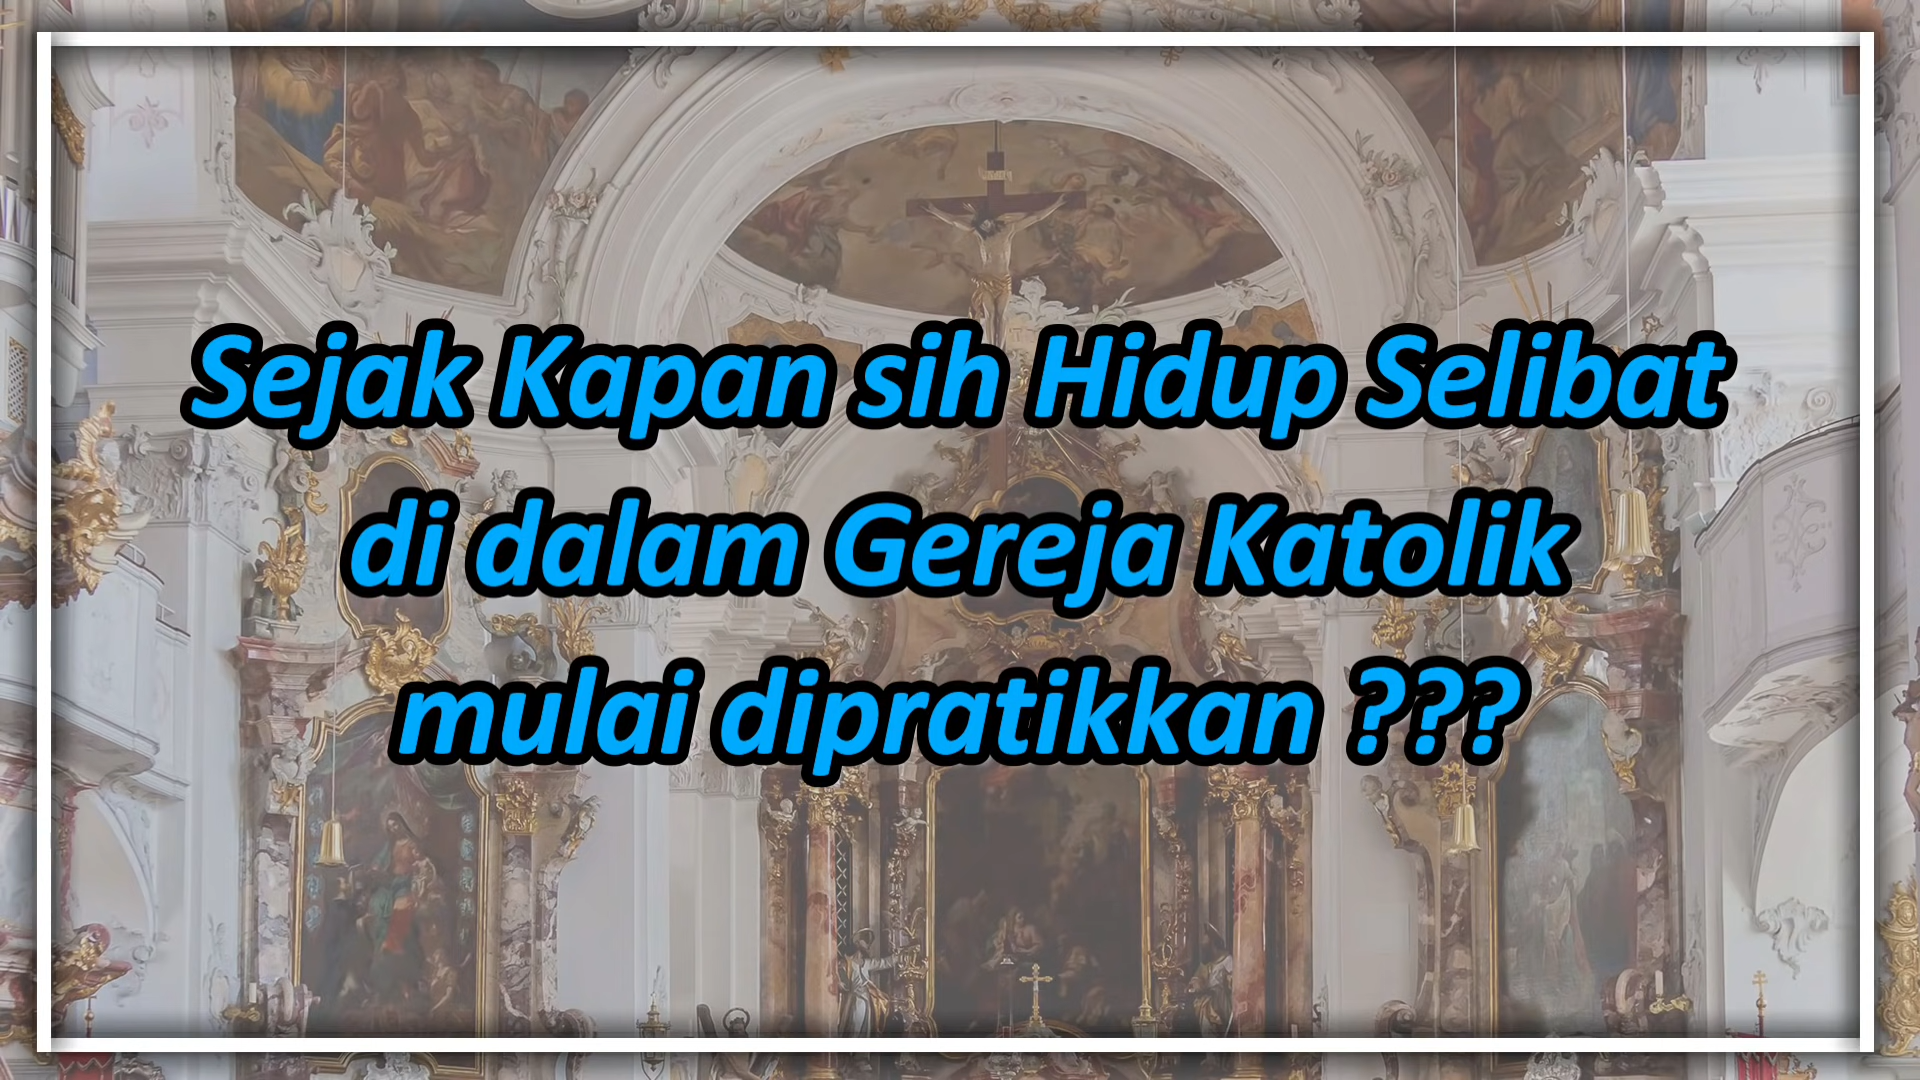 Sejak Kapan sih Hidup Selibat
di dalam Gereja Katolik
mulai dipratikkan ???